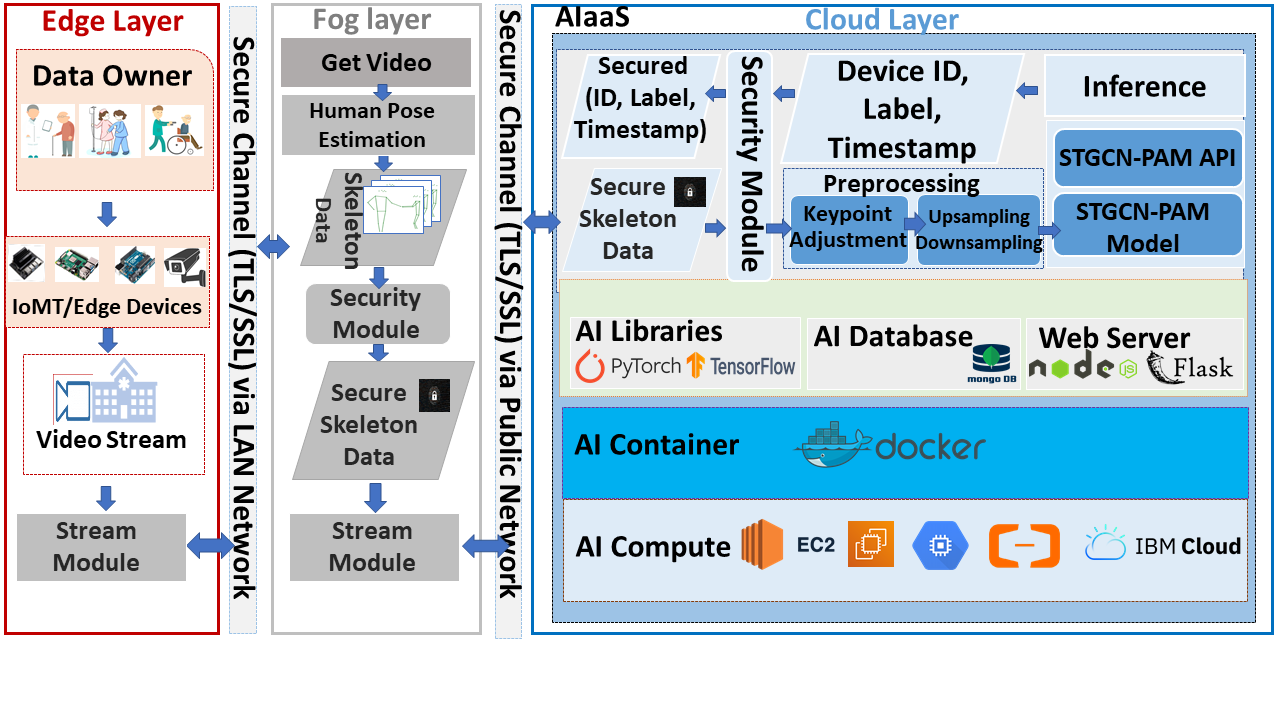 Edge Layer
Data Owner
IoMT/Edge Devices
Video Stream
Stream
Module
Secure Channel (TLS/SSL) via LAN Network
Fog layer
Get Video
Human Pose
Estimation
Skeleton
Data
Security
Module
Secure
Skeleton
Data
Stream
Module
Secure Channel (TLS/SSL) via Public Network
AIaaS
Cloud Layer
Secured
(ID, Label,
Timestamp)
Security Module
Device ID,
Label,
Timestamp
Inference
Secure
Skeleton
Data
Preprocessing
Keypoint
Adjustment
Upsampling
Downsampling
STGCN-PAM API
STGCN-PAM
Model
AI Libraries
PyTorch
TensorFlow
AI Database
mongo DB
Web Server
node
JS
Flask
AI Container
docker
AI Compute
EC2
IBM Cloud